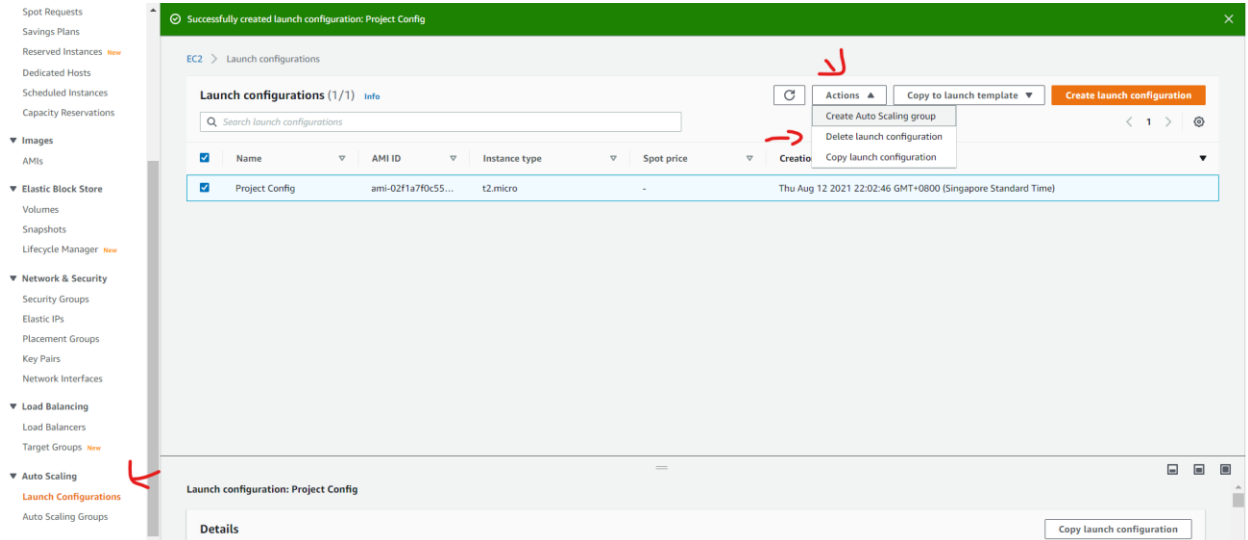 Spot Requests
Savings Plans
Reserved Instances New
Dedicated Hosts
Scheduled Instances
Capacity Reservations
Images
AMIs
Elastic Block Store
Volumes
Snapshots
Lifecycle Manager New
Network & Security
Security Groups
Elastic IPs
Placement Groups
Key Pairs
Network Interfaces
Load Balancing
Load Balancers
Target Groups New
Auto Scaling
Launch Configurations
Auto Scaling Groups
Successfully created launch configuration: Project Config
EC2 > Launch configurations
Launch configurations (1/1) Info
Actions Copy to launch template Create launch configuration
Search launch configurations
1
Create Auto Scaling group
Delete launch configuration
Copy launch configuration
Name AMI ID Instance type Spot price Creatio
Project Config ami-02f1a7f0c55... t2.micro - Thu Aug 12 2021 22:02:46 GMT+0800 (Singapore Standard Time)
Launch configuration: Project Config
Details
Copy launch configuration